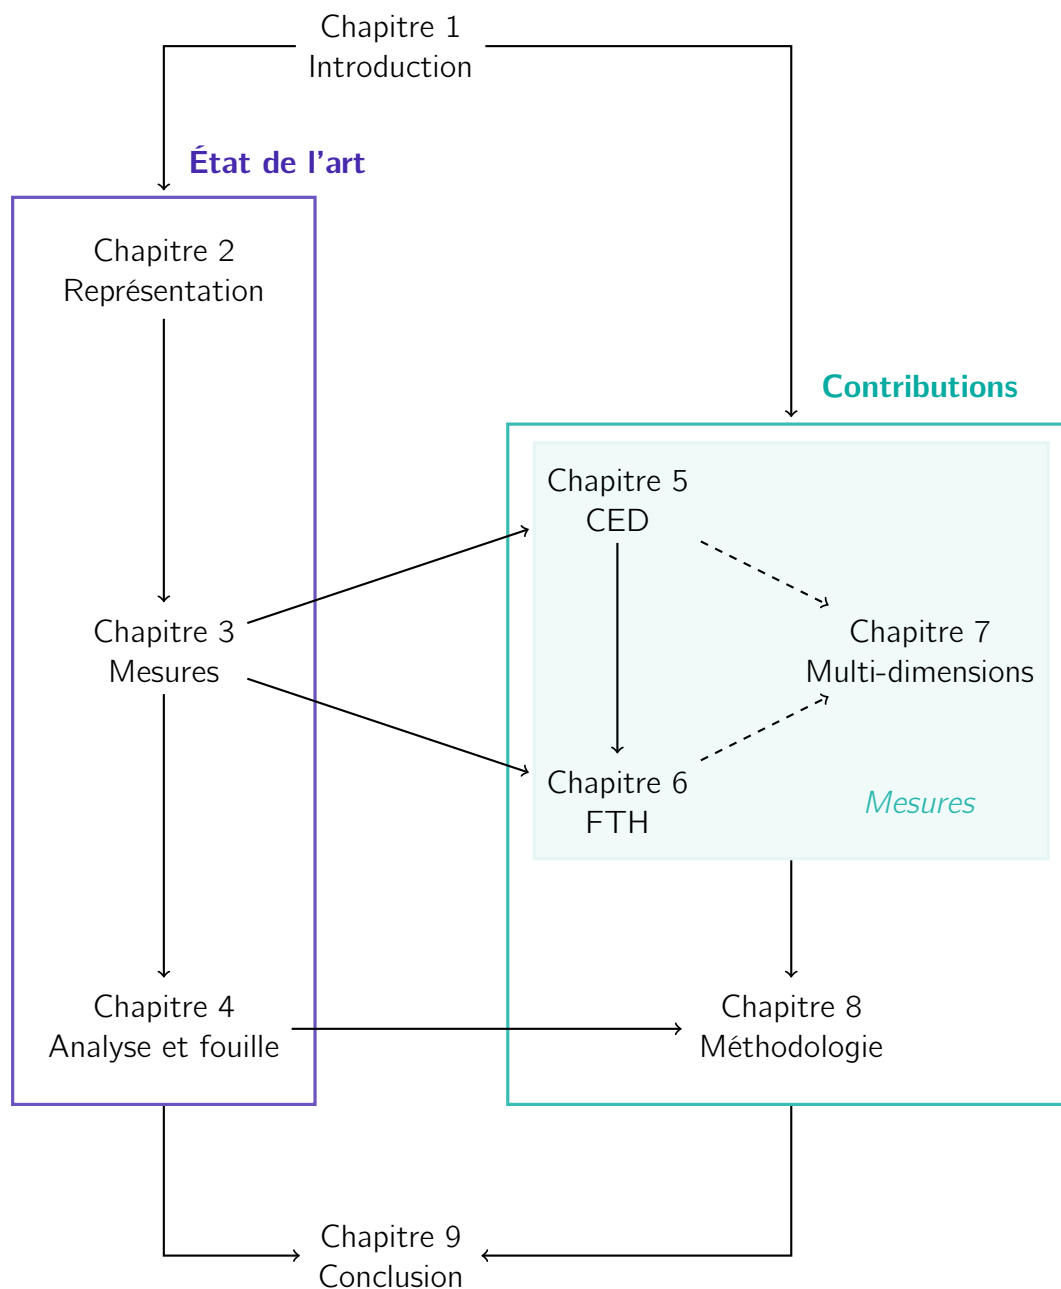 Chapitre 1
Introduction
État de l'art
Chapitre 2
Représentation
Contributions
Chapitre 5
CED
Chapitre 3
Mesures
Chapitre 7
Multi-dimensions
Chapitre 6
FTH
Mesures
Chapitre 4
Analyse et fouille
Chapitre 8
Méthodologie
Chapitre 9
Conclusion